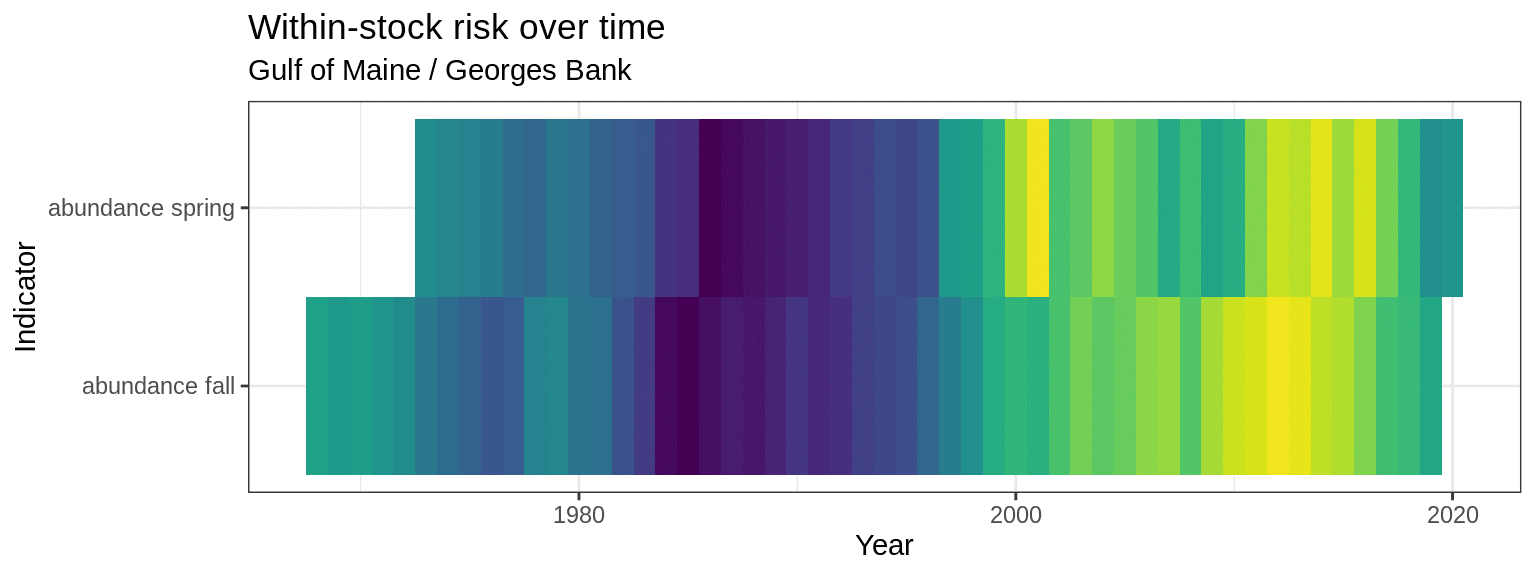 Within-stock risk over time
Gulf of Maine / Georges Bank
Indicator
abundance spring
abundance fall
1980
2000
2020
Year